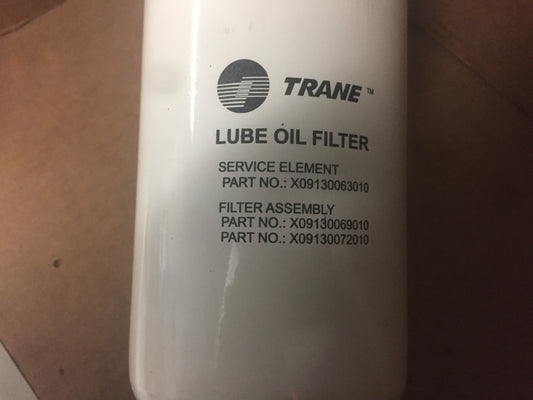 TRANE™
LUBE OIL FILTER
SERVICE ELEMENT
PART NO.: X09130063010
FILTER ASSEMBLY
PART NO.: X09130069010
PART NO.: X09130072010